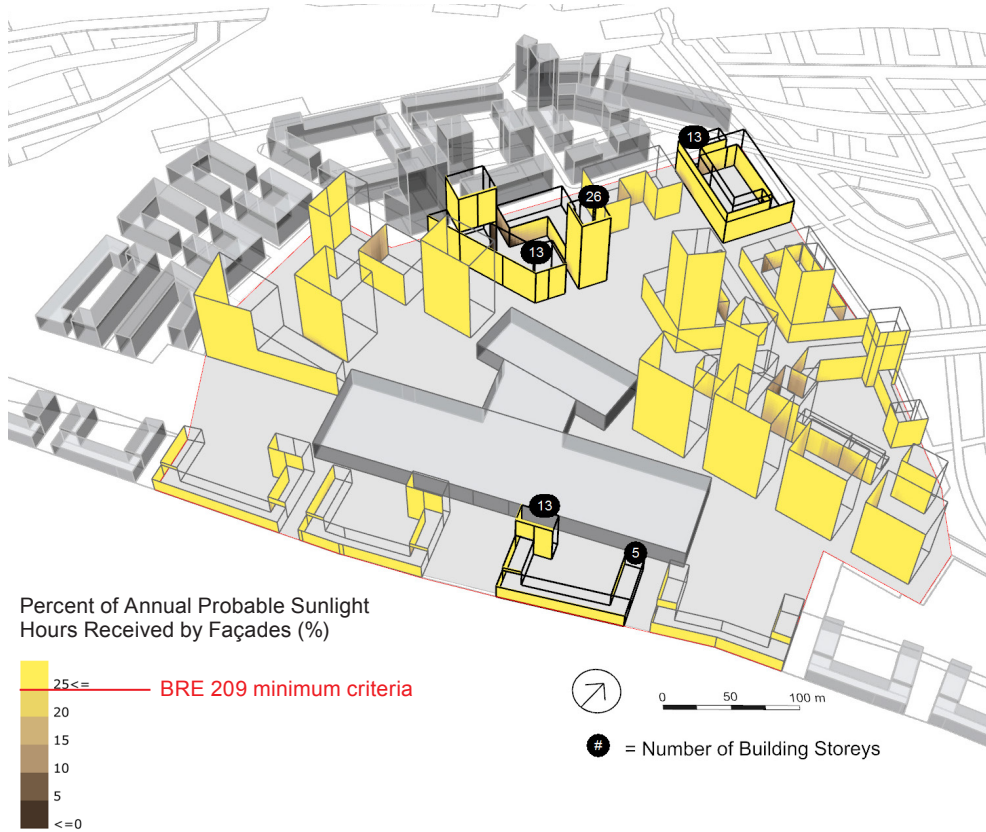 13
26
13
13
5
Percent of Annual Probable Sunlight
Hours Received by Façades (%)
25<=
BRE 209 minimum criteria
20
15
10
5
<=0
0 50 100 m
# = Number of Building Storeys